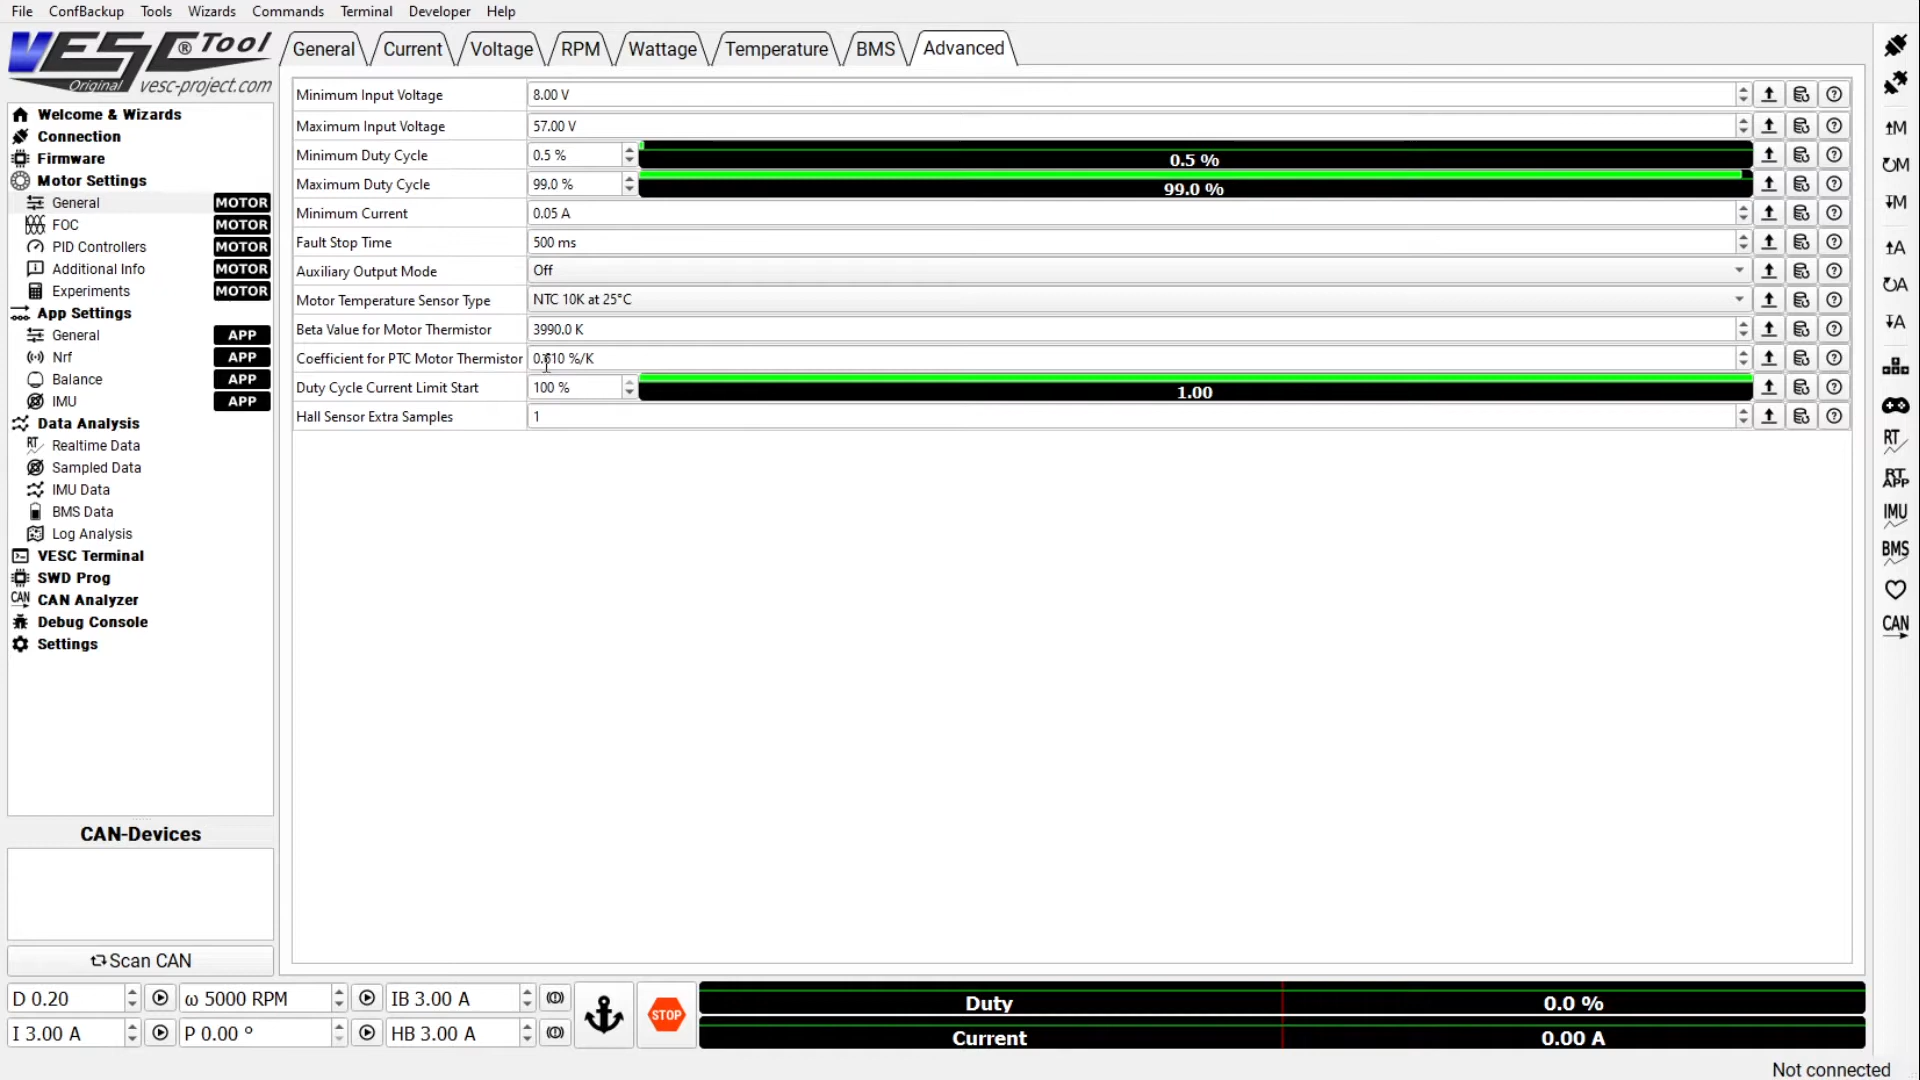 File ConfBackup Tools Wizards Commands Terminal Developer Help
VESC® Tool
Original vesc-project.com
General Current Voltage RPM Wattage Temperature BMS Advanced
Welcome & Wizards
Connection
Firmware
Motor Settings
General MOTOR
FOC MOTOR
PID Controllers MOTOR
Additional Info MOTOR
Experiments MOTOR
App Settings
General APP
Nrf APP
Balance APP
IMU APP
Data Analysis
RT Realtime Data
Sampled Data
IMU Data
BMS Data
Log Analysis
VESC Terminal
SWD Prog
CAN CAN Analyzer
Debug Console
Settings
CAN-Devices
Scan CAN
Minimum Input Voltage 8.00 V
Maximum Input Voltage 57.00 V
Minimum Duty Cycle 0.5 % 0.5 %
Maximum Duty Cycle 99.0 % 99.0 %
Minimum Current 0.05 A
Fault Stop Time 500 ms
Auxiliary Output Mode Off
Motor Temperature Sensor Type NTC 10K at 25°C
Beta Value for Motor Thermistor 3990.0 K
Coefficient for PTC Motor Thermistor %/K
Duty Cycle Current Limit Start 100 % 1.00
Hall Sensor Extra Samples 1
M
M
M
A
A
A
RT
RT APP
IMU
BMS
CAN
D 0.20 ω 5000 RPM IB 3.00 A
I 3.00 A P 0.00 ° HB 3.00 A
STOP
Duty 0.0 %
Current 0.00 A
Not connected